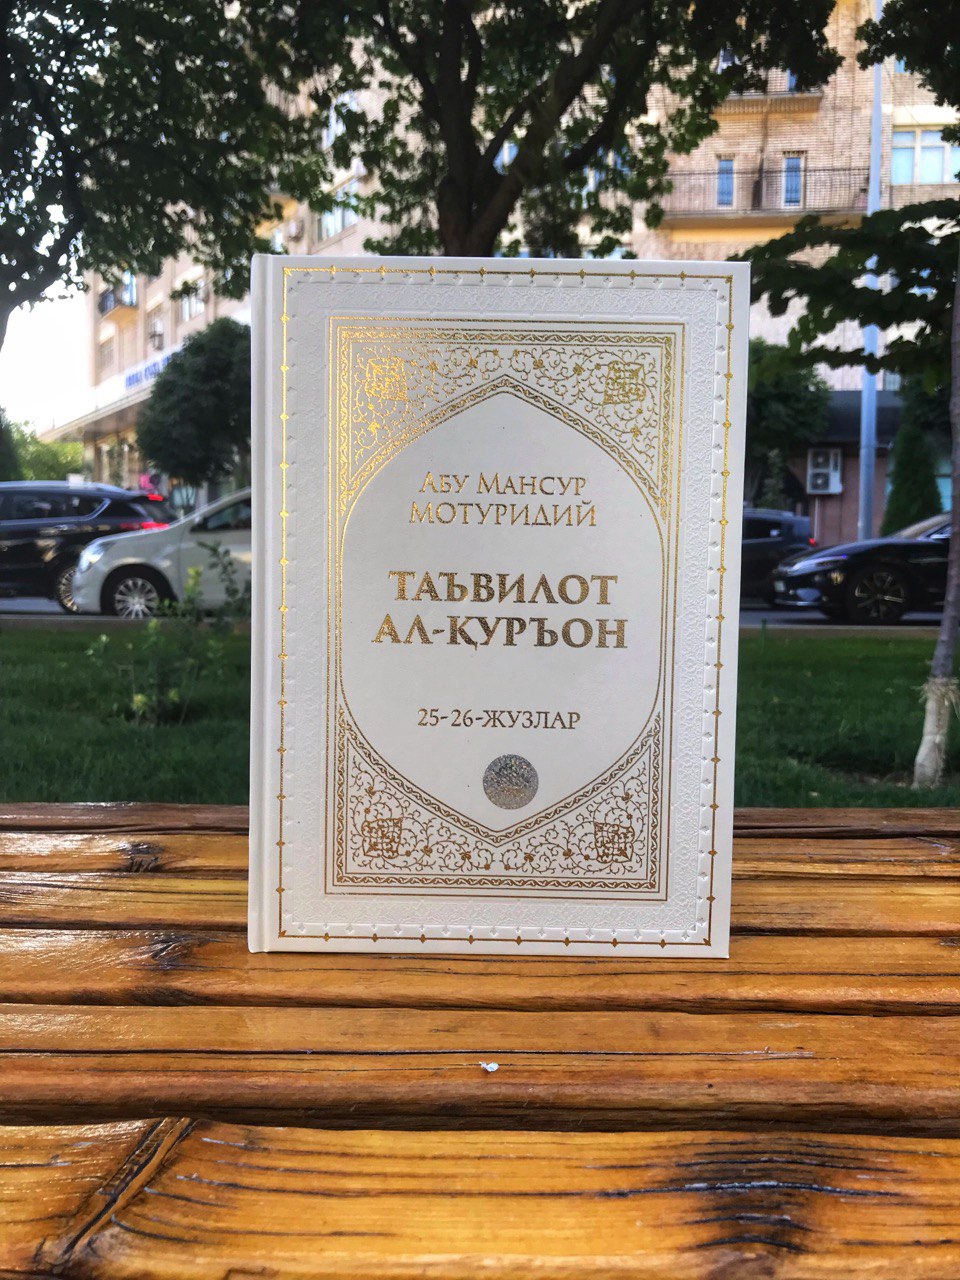 Абу Мансур
Мотуридий
ТАЪВИЛОТ
АЛ-ҚУРЪОН
25-26-ЖУЗЛАР